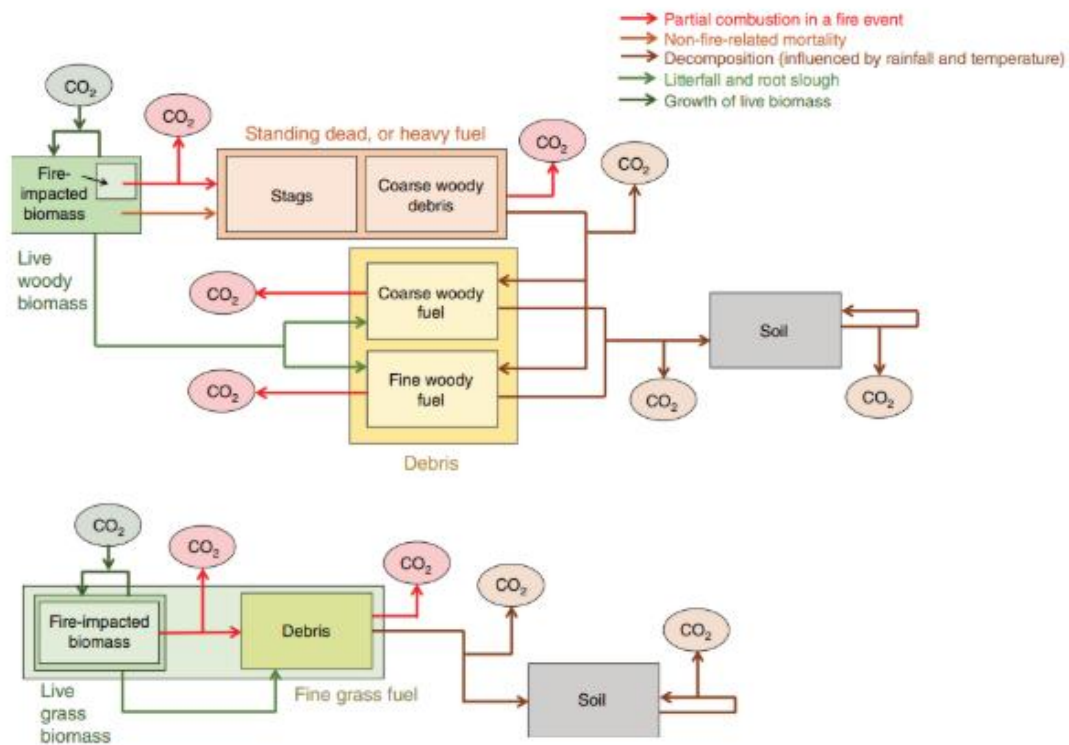 Partial combustion in a fire event
Non-fire-related mortality
Decomposition (influenced by rainfall and temperature)
Litterfall and root slough
Growth of live biomass
CO2
CO2
Standing dead, or heavy fuel
CO2
CO2
Fire-
impacted
biomass
Stags
Coarse woody
debris
Live
woody
biomass
CO2
Coarse woody
fuel
Soil
CO2
Fine woody
fuel
CO2
CO2
Debris
CO2
CO2
CO2
CO2
Fire-impacted
biomass
Debris
CO2
Live
grass
biomass
Fine grass fuel
Soil